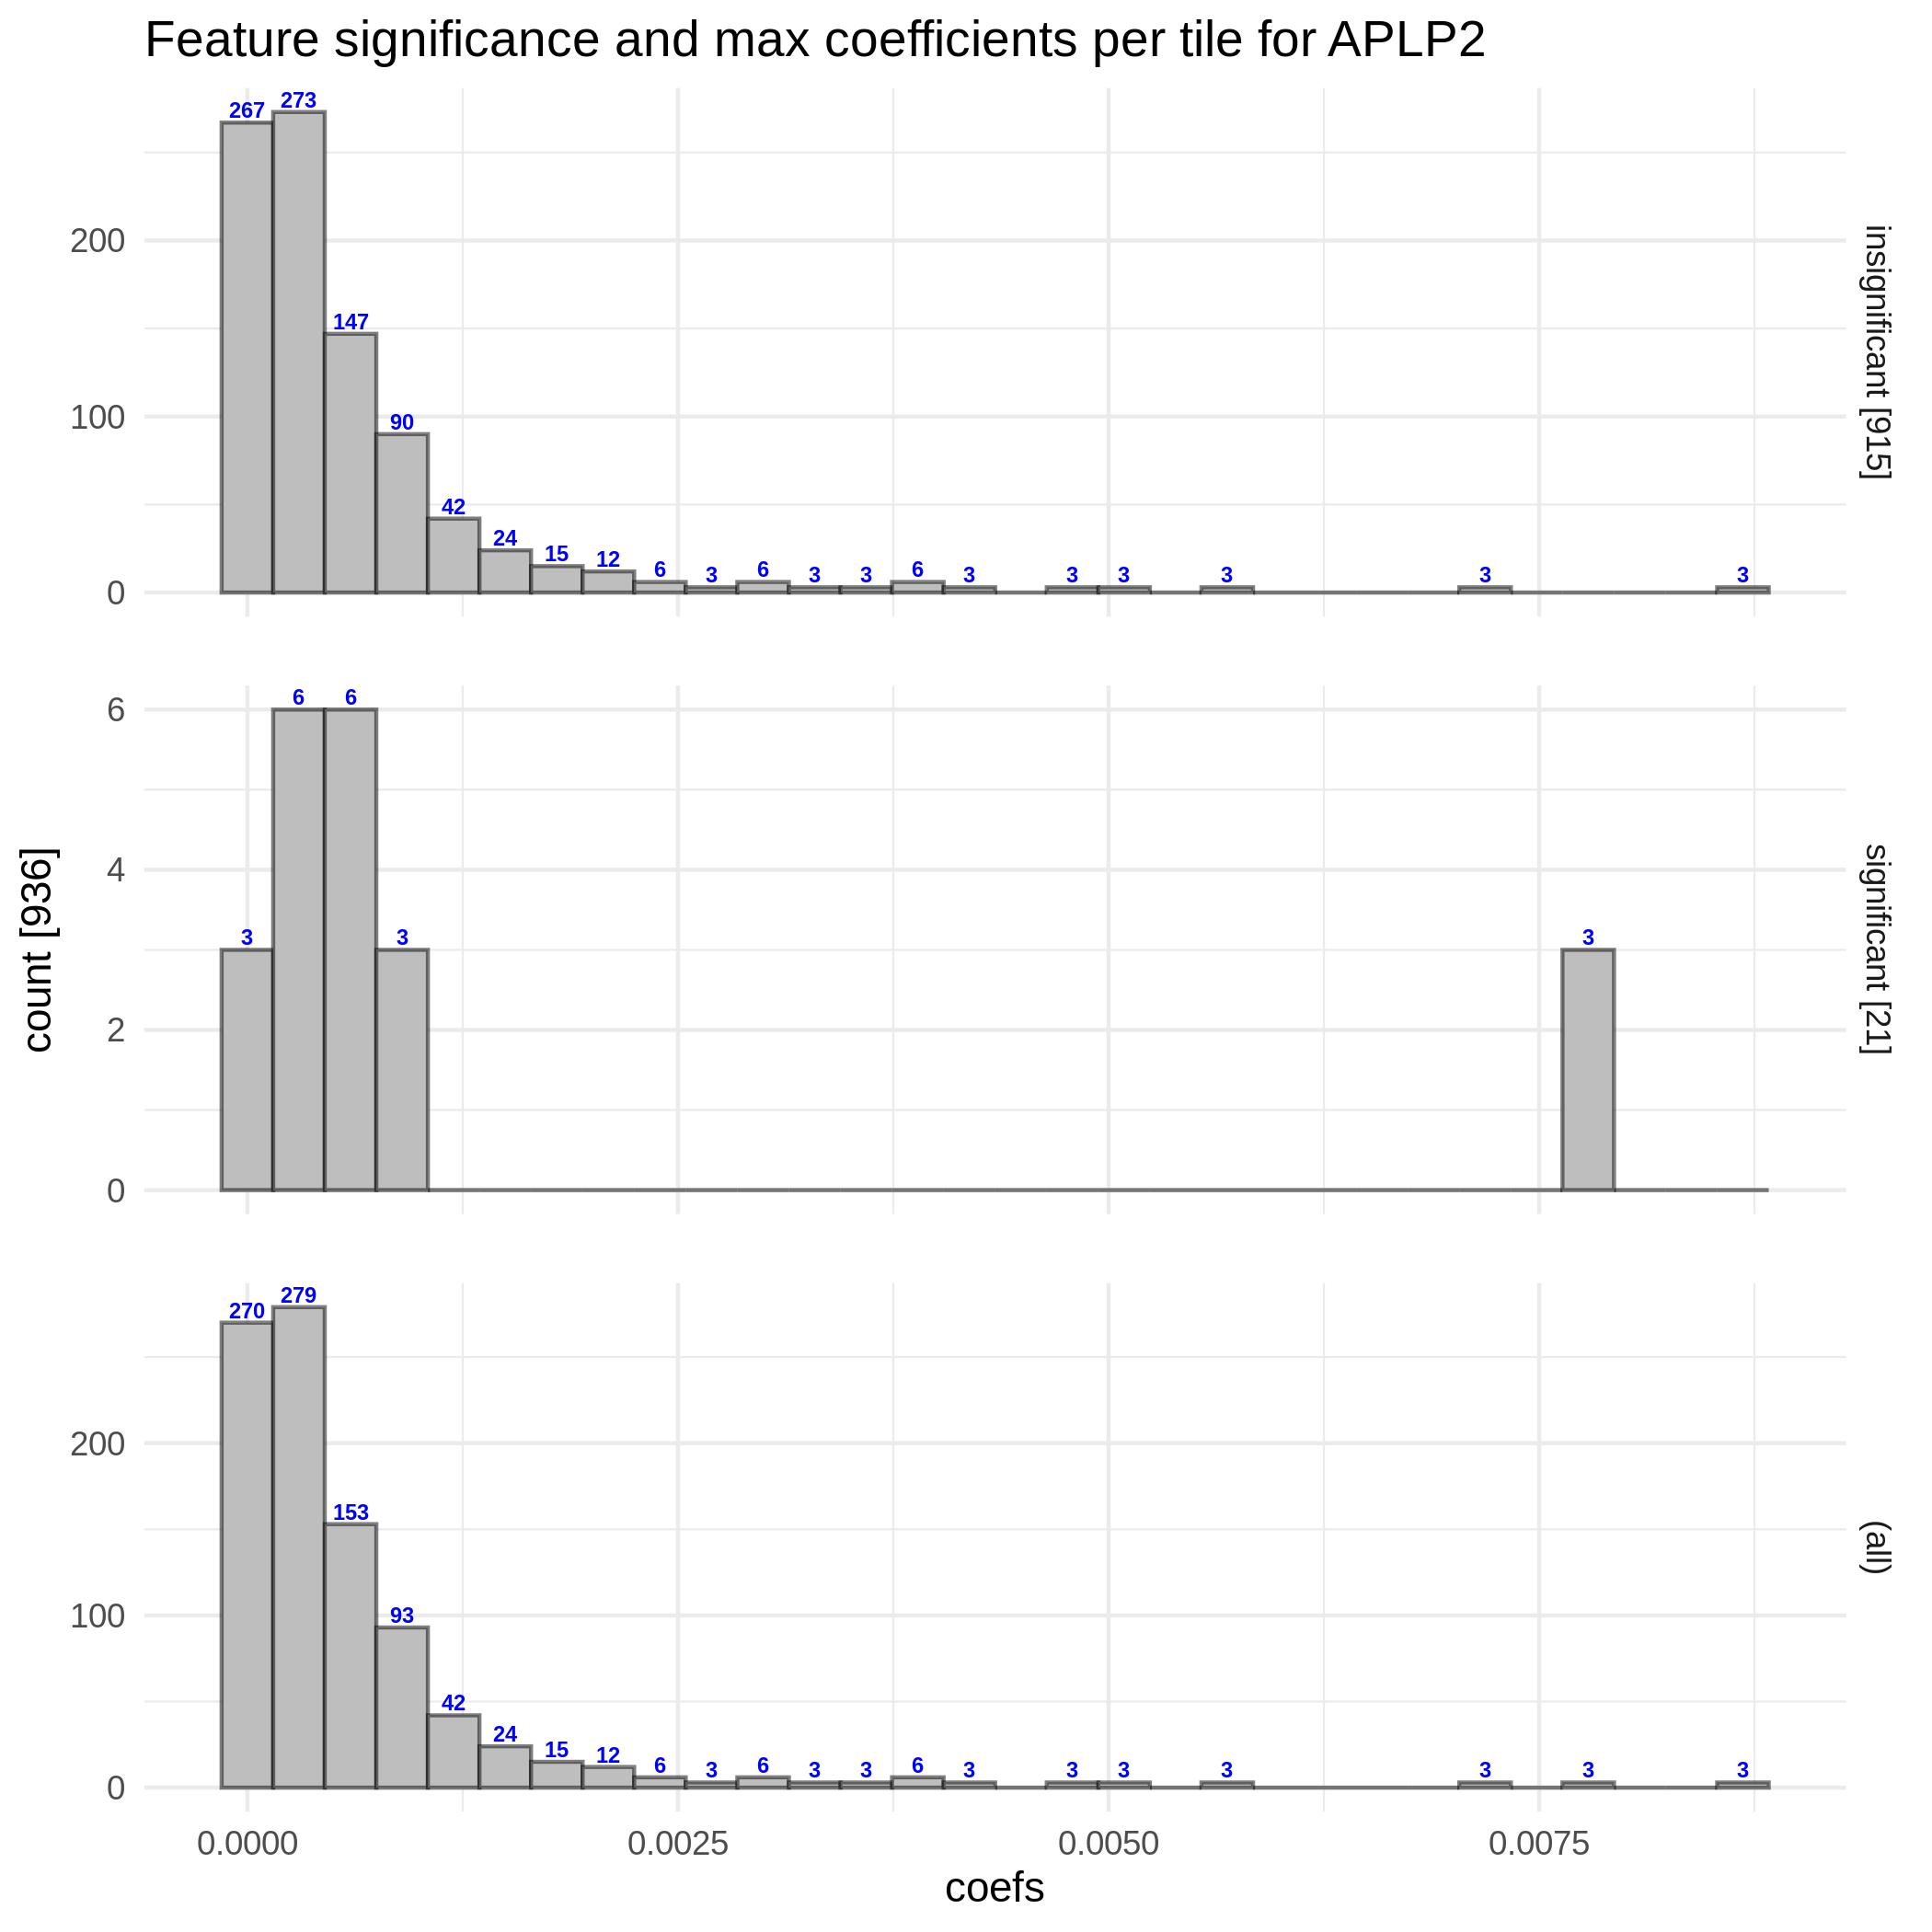 Feature significance and max coefficients per tile for APLP2
267 273 147 90 42 24 15 12 6 3 6 3 3 6 3 3 3 3 3 3
200
100
0
insignificant [915]
6 6 3 3 3
6
4
2
0
significant [21]
count [936]
270 279 153 93 42 24 15 12 6 3 6 3 3 6 3 3 3 3 3 3 3
200
100
0
(all)
0.0000 0.0025 0.0050 0.0075
coefs